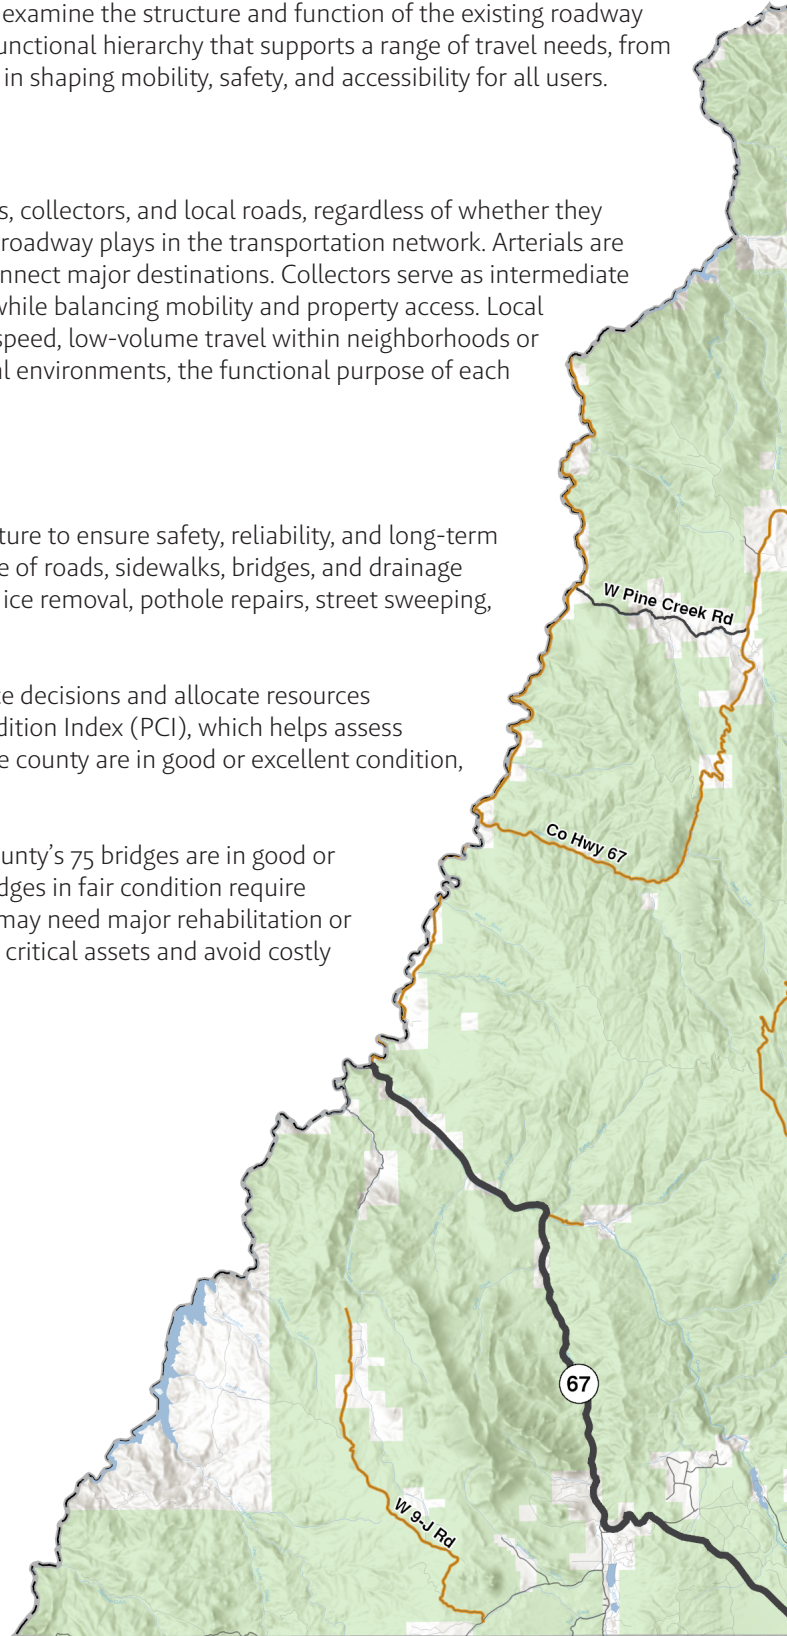 examine the structure and function of the existing roadway
unctional hierarchy that supports a range of travel needs, from
in shaping mobility, safety, and accessibility for all users.
s, collectors, and local roads, regardless of whether they
roadway plays in the transportation network. Arterials are
nnect major destinations. Collectors serve as intermediate
while balancing mobility and property access. Local
speed, low-volume travel within neighborhoods or
al environments, the functional purpose of each
ture to ensure safety, reliability, and long-term
e of roads, sidewalks, bridges, and drainage
ice removal, pothole repairs, street sweeping,
W Pine Creek Rd
ce decisions and allocate resources
dition Index (PCI), which helps assess
e county are in good or excellent condition,
Co Hwy 67
unty’s 75 bridges are in good or
dges in fair condition require
may need major rehabilitation or
critical assets and avoid costly
67
W 9-J Rd